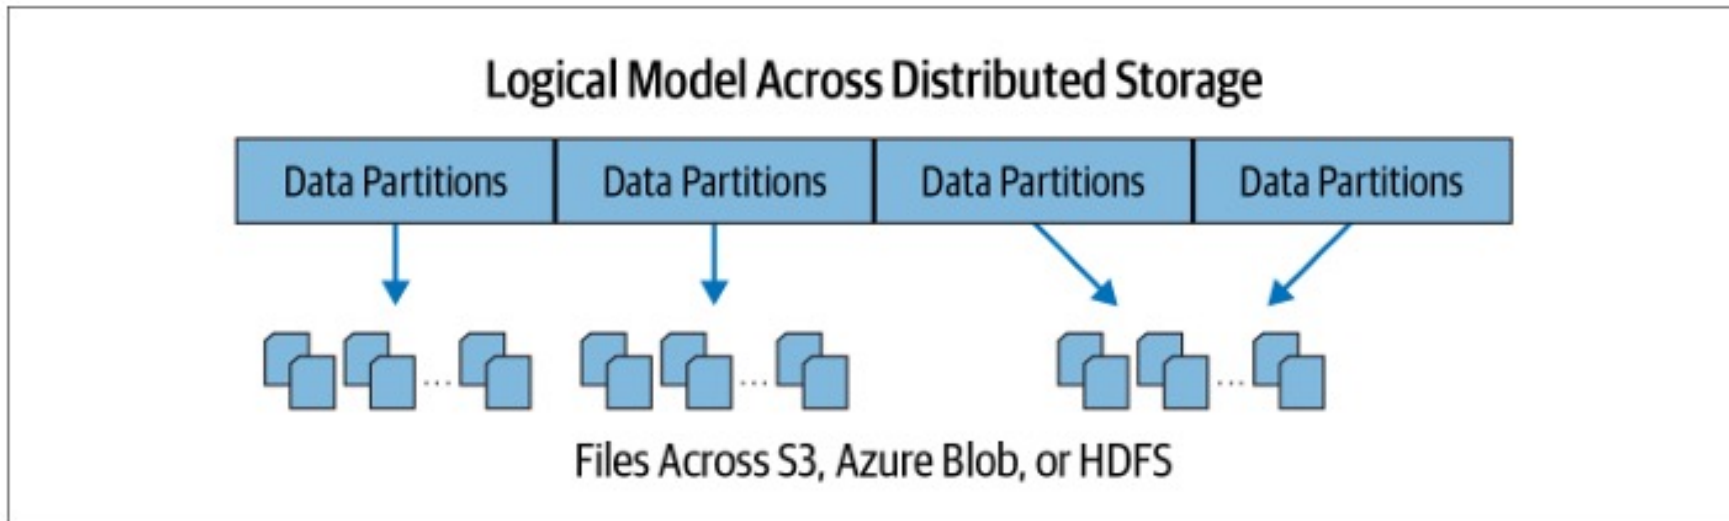 Logical Model Across Distributed Storage
Data Partitions
Data Partitions
Data Partitions
Data Partitions
...
...
...
Files Across S3, Azure Blob, or HDFS